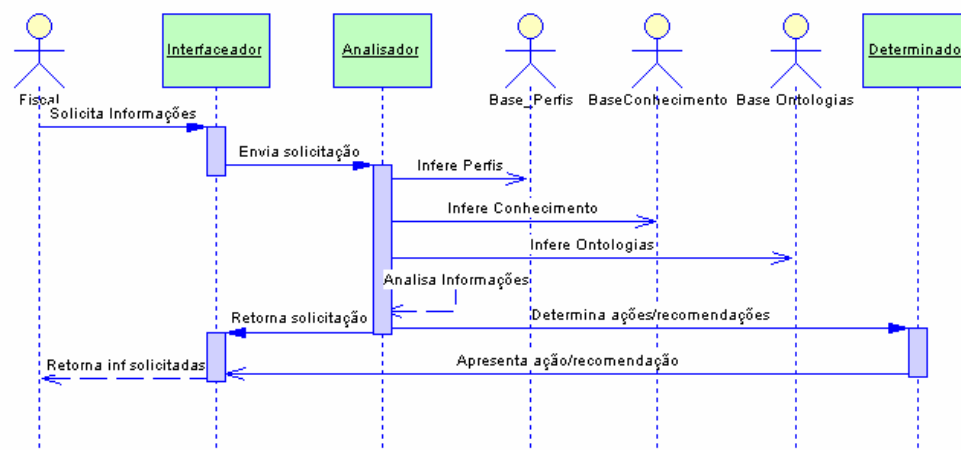 Interfaceador
Analisador
Determinado
Fiscal
Base_Perfis
BaseConhecimento
Base Ontologias
Solicita Informações
Envia solicitação
Infere Perfis
Infere Conhecimento
Infere Ontologias
Analisa Informações
Retorna solicitação
Determina ações/recomendações
Retorna inf solicitadas
Apresenta ação/recomendação